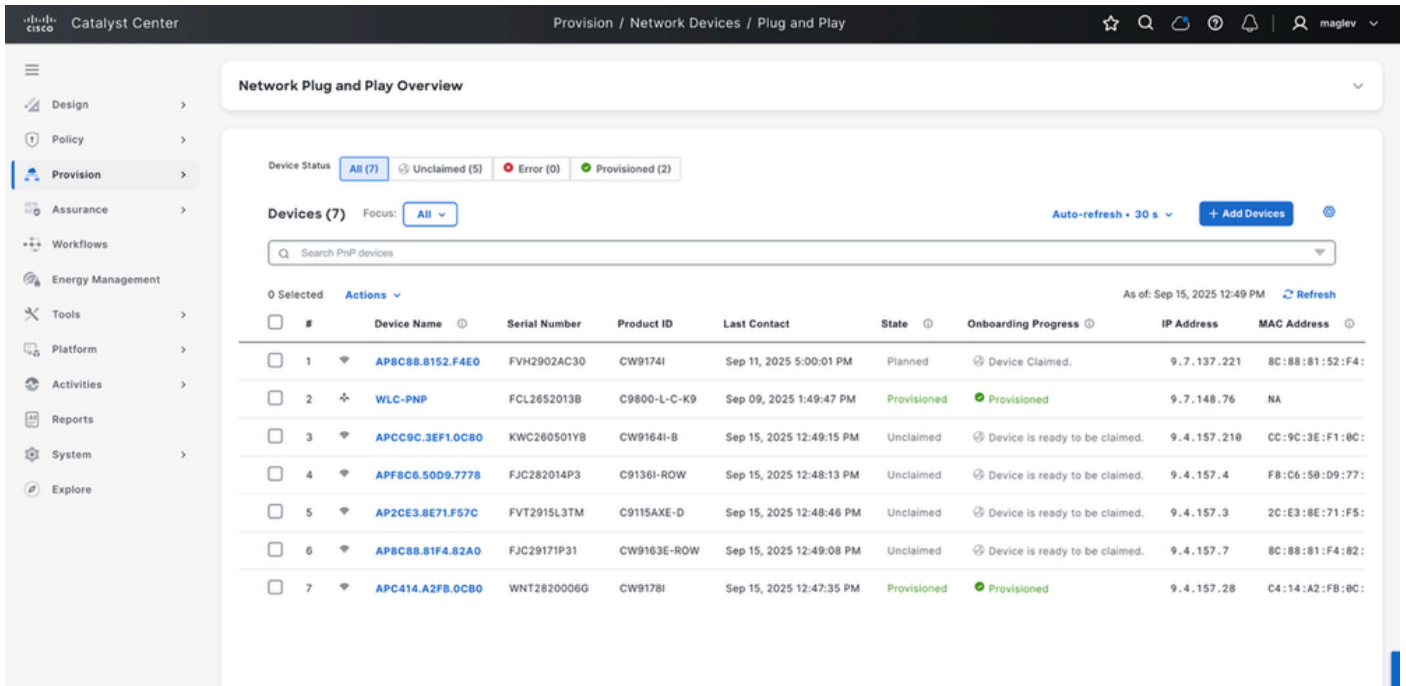 CISCO Catalyst Center Provision / Network Devices / Plug and Play maglev
Network Plug and Play Overview
Design
Policy
Provision
Assurance
Workflows
Energy Management
Tools
Platform
Activities
Reports
System
Explore
Device Status All (7) Unclaimed (5) Error (0) Provisioned (2)
Devices (7) Focus: All Auto-refresh • 30 s + Add Devices
Search PnP devices
0 Selected Actions As of: Sep 15, 2025 12:49 PM Refresh
# Device Name Serial Number Product ID Last Contact State Onboarding Progress IP Address MAC Address
1 AP8C88.8152.F4E0 FVH2902AC30 CW9174I Sep 11, 2025 5:00:01 PM Planned Device Claimed. 9.7.137.221 8C:88:81:52:F4:
2 WLC-PNP FCL2652013B C9800-L-C-K9 Sep 09, 2025 1:49:47 PM Provisioned Provisioned 9.7.148.76 NA
3 APCC9C.3EF1.0C80 KWC260501YB CW9164I-B Sep 15, 2025 12:49:15 PM Unclaimed Device is ready to be claimed. 9.4.157.210 CC:9C:3E:F1:0C:
4 APF8C6.50D9.7778 FJC282014P3 C9136I-ROW Sep 15, 2025 12:48:13 PM Unclaimed Device is ready to be claimed. 9.4.157.4 F8:C6:50:D9:77:
5 AP2CE3.8E71.F57C FVT2915L3TM C9115AXE-D Sep 15, 2025 12:48:46 PM Unclaimed Device is ready to be claimed. 9.4.157.3 2C:E3:8E:71:F5:
6 AP8C88.81F4.82A0 FJC29171P31 CW9163E-ROW Sep 15, 2025 12:49:08 PM Unclaimed Device is ready to be claimed. 9.4.157.7 8C:88:81:F4:82:
7 APC414.A2FB.0CB0 WNT2820006G CW9178I Sep 15, 2025 12:47:35 PM Provisioned Provisioned 9.4.157.28 C4:14:A2:FB:0C: